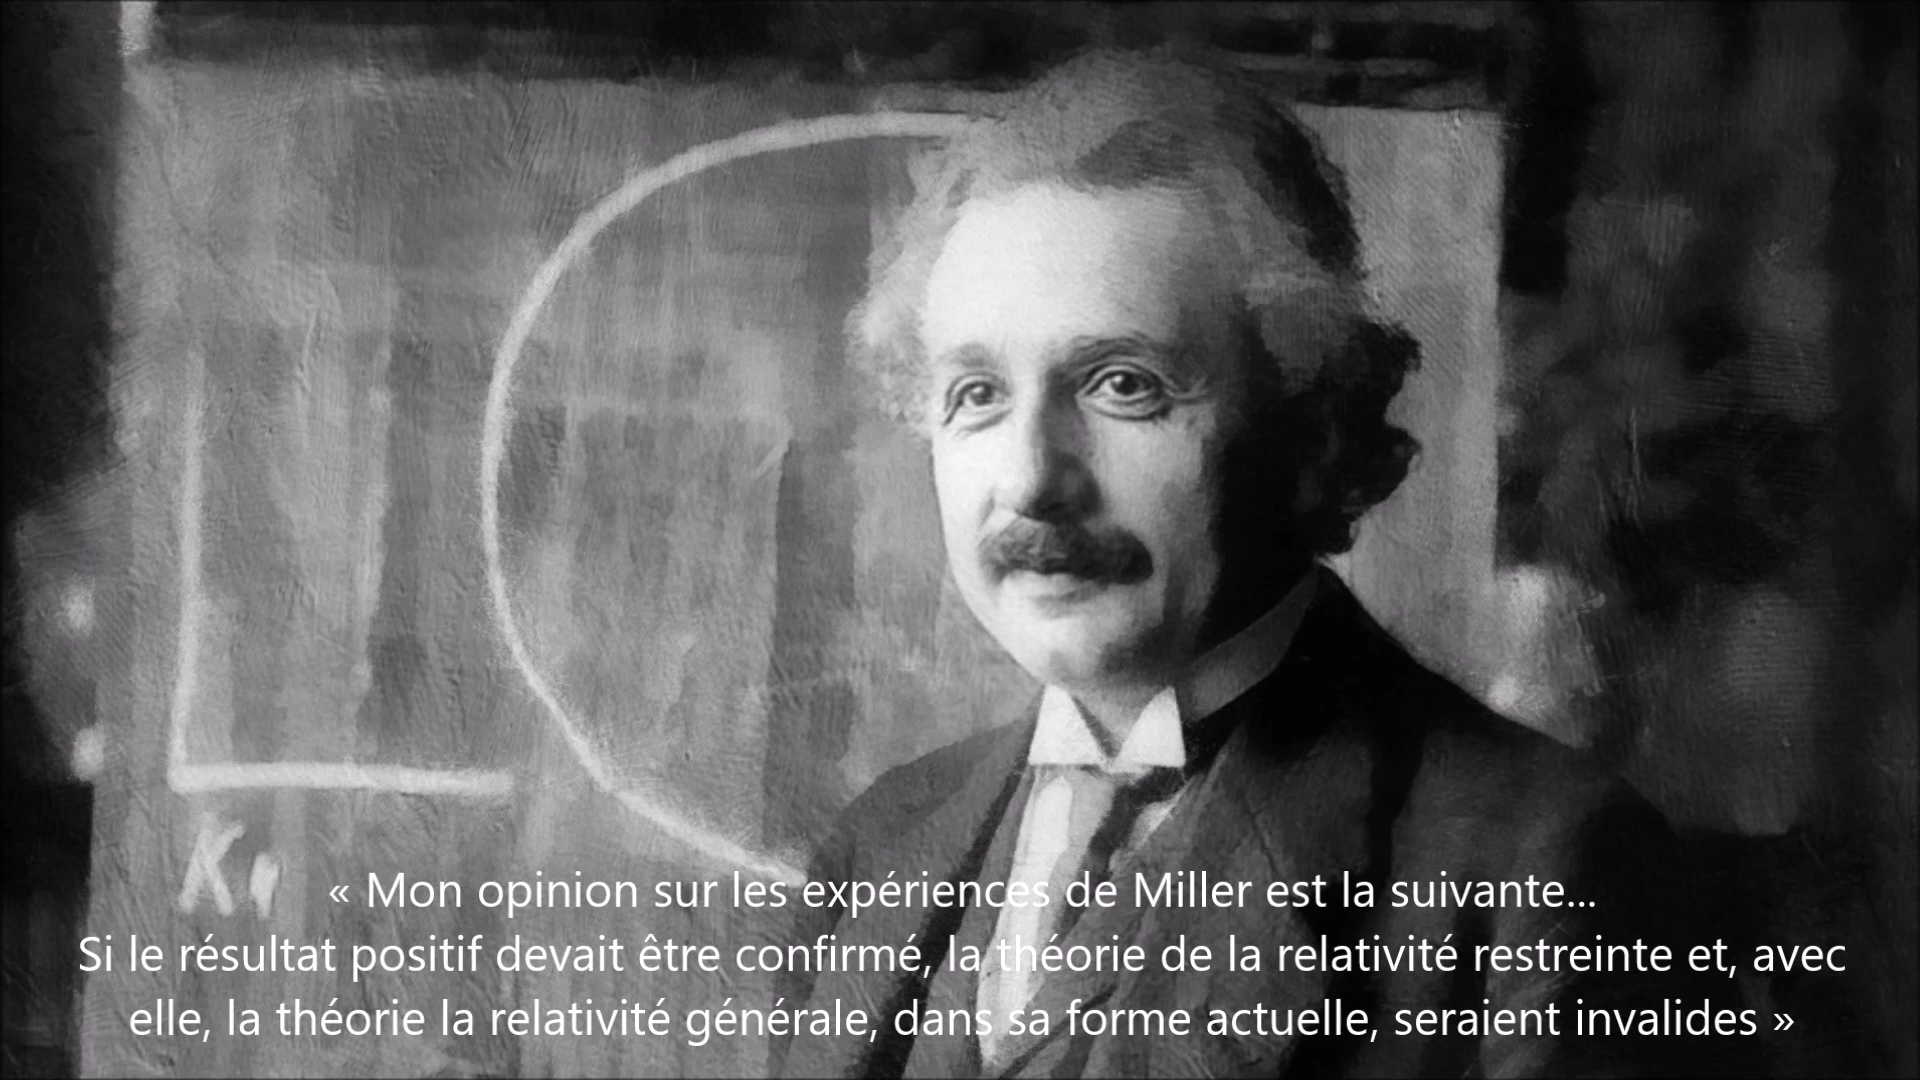 Kr
« Mon opinion sur les expériences de Miller est la suivante...
Si le résultat positif devait être confirmé, la théorie de la relativité restreinte et, avec
elle, la théorie la relativité générale, dans sa forme actuelle, seraient invalides »